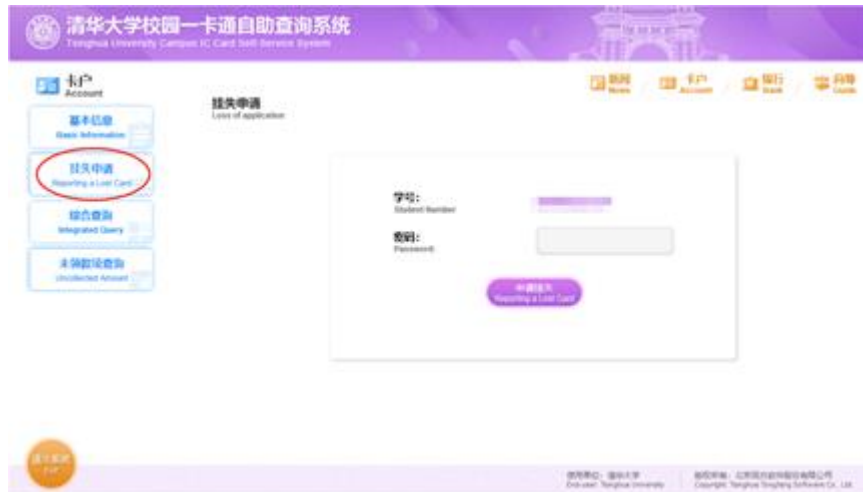 清华大学校园一卡通自助查询系统
Tsinghua University Campus IC Card Self-Service System
卡户
Account
新闻
News
卡户
Account
银行
Bank
向导
Guide
挂失申请
Loss of application
基本信息
Basic Information
挂失申请
Reporting a Lost Card
综合查询
Integrated Query
未领款项查询
Uncollected Amount
学号:
Student Number
密码:
Password
申请挂失
Reporting a Lost Card
退出系统
使用单位: 清华大学
End-user: Tsinghua University